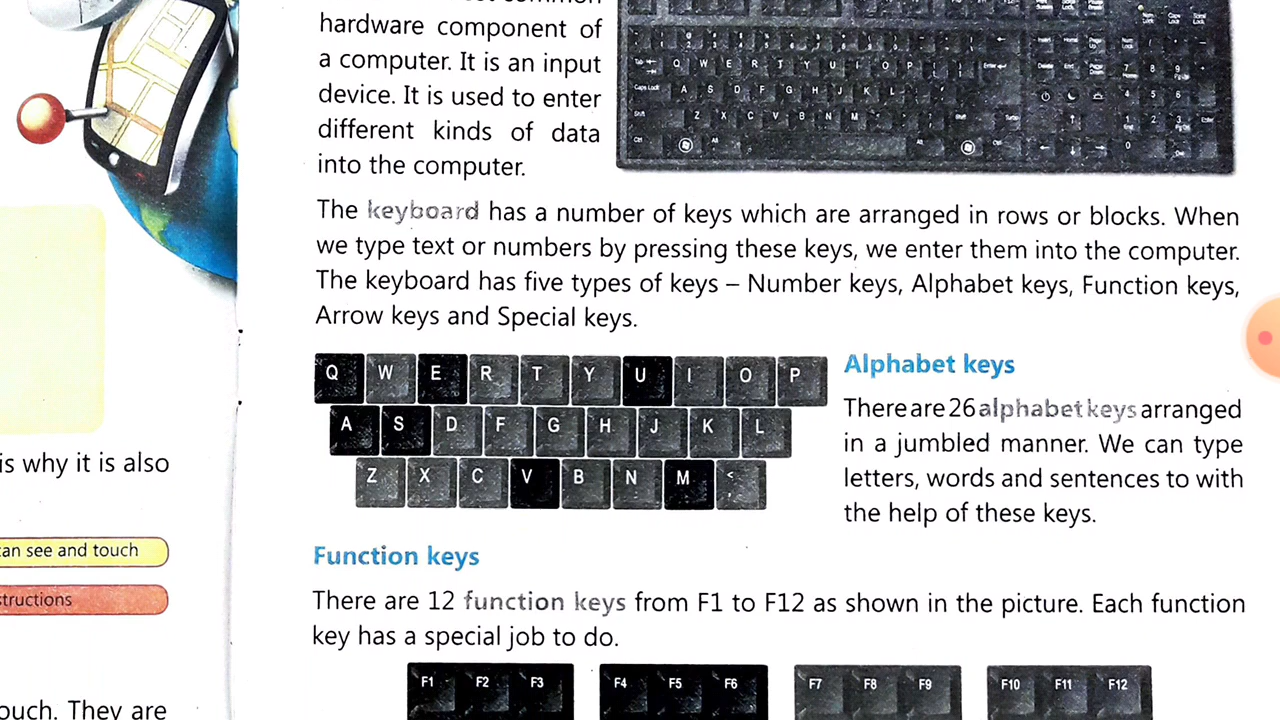 is why it is also
can see and touch
structions
ouch. They are
common
hardware component of
a computer. It is an input
device. It is used to enter
different kinds of data
into the computer.
The keyboard has a number of keys which are arranged in rows or blocks. When
we type text or numbers by pressing these keys, we enter them into the computer.
The keyboard has five types of keys – Number keys, Alphabet keys, Function keys,
Arrow keys and Special keys.
Q W E R T Y U I O P
A S D F G H J K L
Z X C V B N M <
Alphabet keys
There are 26 alphabet keys arranged
in a jumbled manner. We can type
letters, words and sentences to with
the help of these keys.
Function keys
There are 12 function keys from F1 to F12 as shown in the picture. Each function
key has a special job to do.
F1 F2 F3 F4 F5 F6 F7 F8 F9 F10 F11 F12